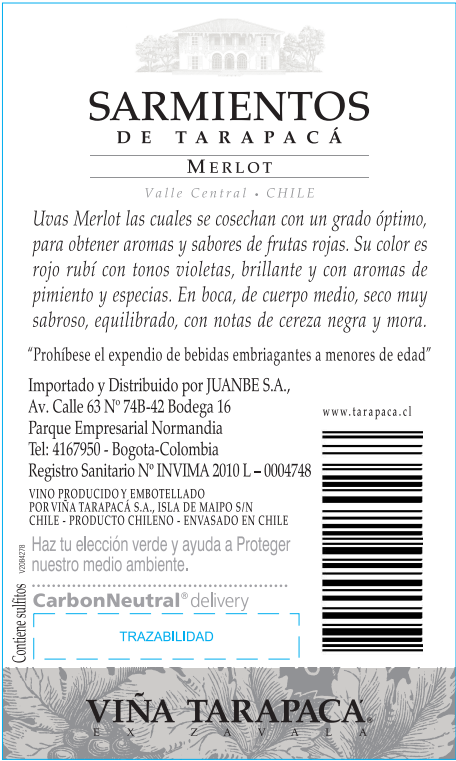 SARMIENTOS
DE TARAPACÁ
MERLOT
Valle Central • CHILE
Uvas Merlot las cuales se cosechan con un grado óptimo,
para obtener aromas y sabores de frutas rojas. Su color es
rojo rubí con tonos violetas, brillante y con aromas de
pimiento y especias. En boca, de cuerpo medio, seco muy
sabroso, equilibrado, con notas de cereza negra y mora.
“Prohíbese el expendio de bebidas embriagantes a menores de edad”
Importado y Distribuido por JUANBE S.A.,
Av. Calle 63 Nº 74B-42 Bodega 16
Parque Empresarial Normandia
Tel: 4167950 - Bogota-Colombia
Registro Sanitario Nº INVIMA 2010 L – 0004748
www.tarapaca.cl
VINO PRODUCIDO Y EMBOTELLADO
POR VIÑA TARAPACÁ S.A., ISLA DE MAIPO S/N
CHILE - PRODUCTO CHILENO - ENVASADO EN CHILE
Haz tu elección verde y ayuda a Proteger
nuestro medio ambiente.
CarbonNeutral® delivery
TRAZABILIDAD
Contiene sulfitos
V2084278
VIÑA TARAPACA®
EX ZAVALA